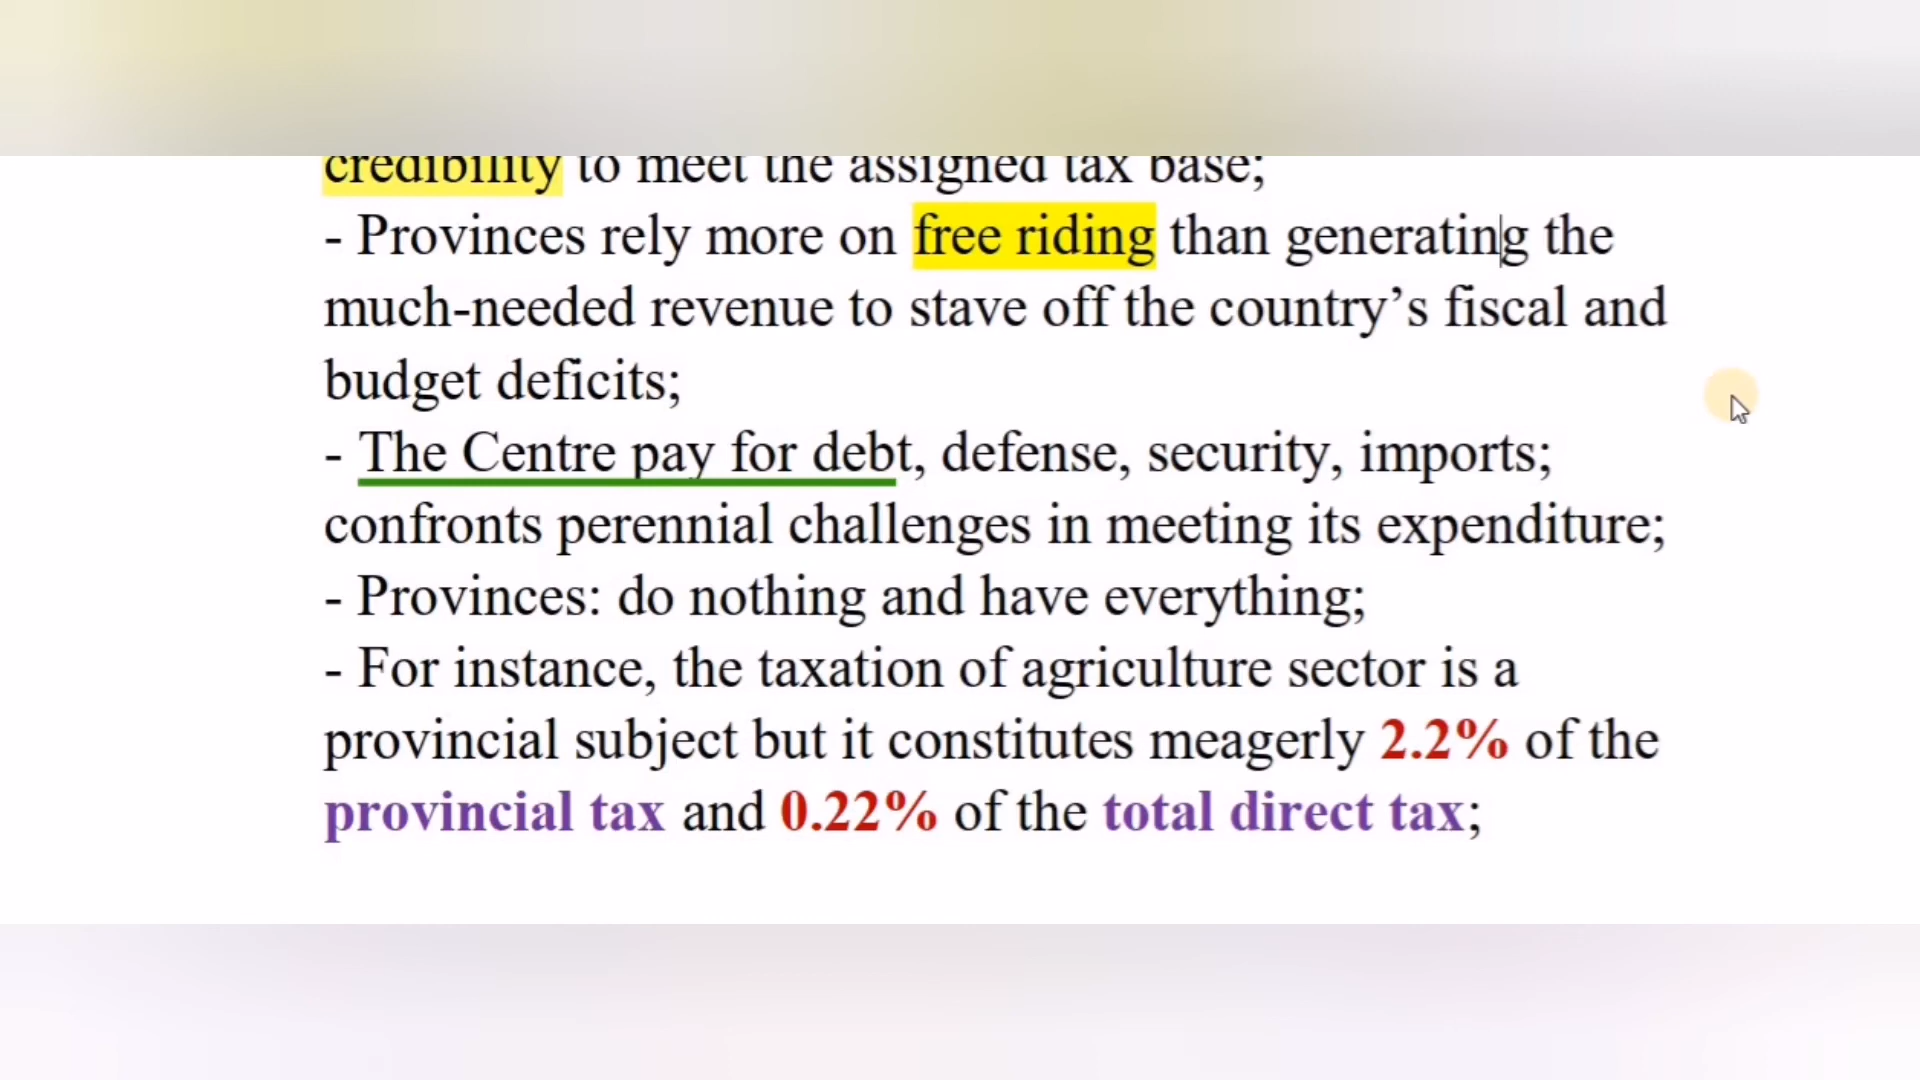 credibility to meet the assigned tax base;
- Provinces rely more on free riding than generating the
much-needed revenue to stave off the country’s fiscal and
budget deficits;
- The Centre pay for debt, defense, security, imports;
confronts perennial challenges in meeting its expenditure;
- Provinces: do nothing and have everything;
- For instance, the taxation of agriculture sector is a
provincial subject but it constitutes meagerly 2.2% of the
provincial tax and 0.22% of the total direct tax;